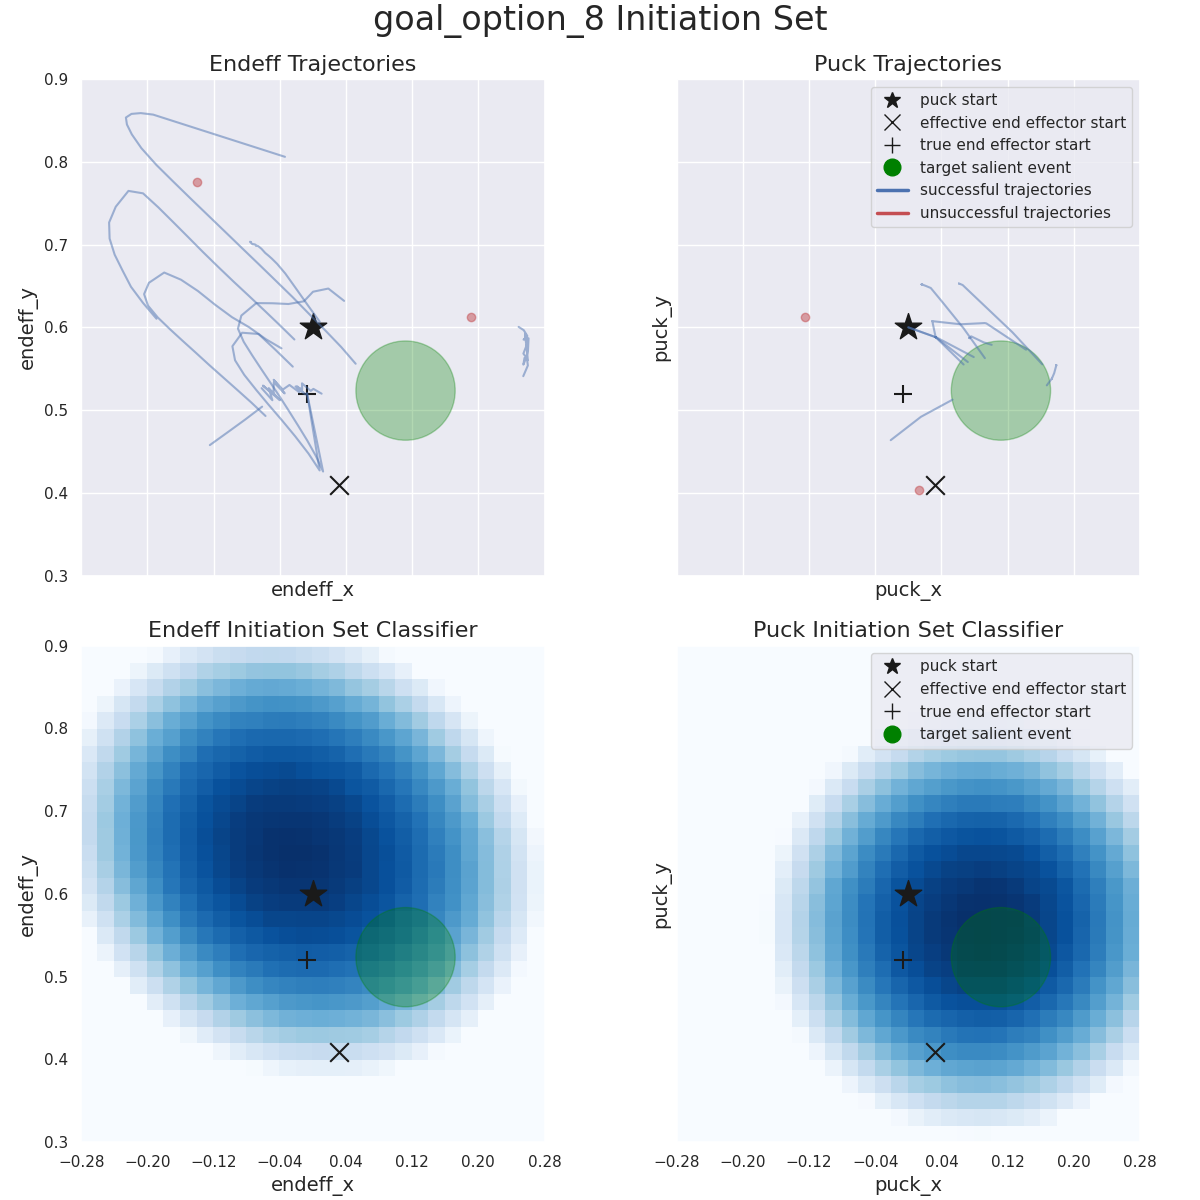 goal_option_8 Initiation Set
Endeff Trajectories
Puck Trajectories
0.9
0.8
0.7
0.6
0.5
0.4
0.3
endeff_y
endeff_x
puck_y
puck_x
puck start
effective end effector start
true end effector start
target salient event
successful trajectories
unsuccessful trajectories
Endeff Initiation Set Classifier
Puck Initiation Set Classifier
0.9
0.8
0.7
0.6
0.5
0.4
0.3
endeff_y
−0.28 −0.20 −0.12 −0.04 0.04 0.12 0.20 0.28
endeff_x
puck_y
puck start
effective end effector start
true end effector start
target salient event
−0.28 −0.20 −0.12 −0.04 0.04 0.12 0.20 0.28
puck_x